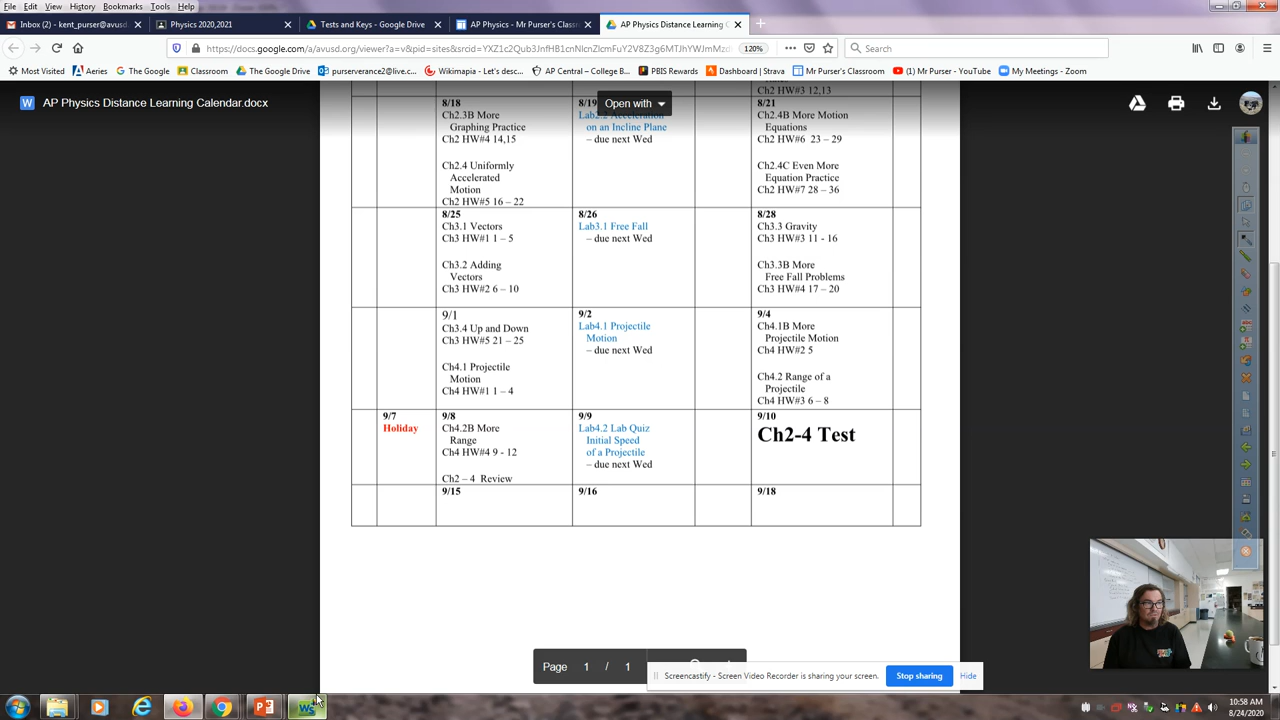 File Edit View History Bookmarks Tools Help
Inbox (2) - kent_purser@avusd × Physics 2020,2021 × Tests and Keys - Google Drive × AP Physics - Mr Purser's Classr × AP Physics Distance Learning C ×
120% Search
Most Visited Aeries The Google Classroom The Google Drive purserverance2@live.c... Wikimapia - Let's desc... AP Central – College B... PBIS Rewards Dashboard | Strava Mr Purser's Classroom (1) Mr Purser - YouTube My Meetings - Zoom
W AP Physics Distance Learning Calendar.docx
Open with
Ch2 HW#3 12,13
8/18
Ch2.3B More
Graphing Practice
Ch2 HW#4 14,15
Ch2.4 Uniformly
Accelerated
Motion
Ch2 HW#5 16 – 22
8/19
Lab2.2 Acceleration
on an Incline Plane
– due next Wed
8/21
Ch2.4B More Motion
Equations
Ch2 HW#6 23 – 29
Ch2.4C Even More
Equation Practice
Ch2 HW#7 28 – 36
8/25
Ch3.1 Vectors
Ch3 HW#1 1 – 5
Ch3.2 Adding
Vectors
Ch3 HW#2 6 – 10
8/26
Lab3.1 Free Fall
– due next Wed
8/28
Ch3.3 Gravity
Ch3 HW#3 11 - 16
Ch3.3B More
Free Fall Problems
Ch3 HW#4 17 – 20
9/1
Ch3.4 Up and Down
Ch3 HW#5 21 – 25
Ch4.1 Projectile
Motion
Ch4 HW#1 1 – 4
9/2
Lab4.1 Projectile
Motion
– due next Wed
9/4
Ch4.1B More
Projectile Motion
Ch4 HW#2 5
Ch4.2 Range of a
Projectile
Ch4 HW#3 6 – 8
9/7
Holiday
9/8
Ch4.2B More
Range
Ch4 HW#4 9 - 12
Ch2 – 4 Review
9/9
Lab4.2 Lab Quiz
Initial Speed
of a Projectile
– due next Wed
9/10
Ch2-4 Test
9/15
9/16
9/18
Page 1 / 1
Screencastify - Screen Video Recorder is sharing your screen. Stop sharing Hide
WS
10:58 AM
8/24/2020